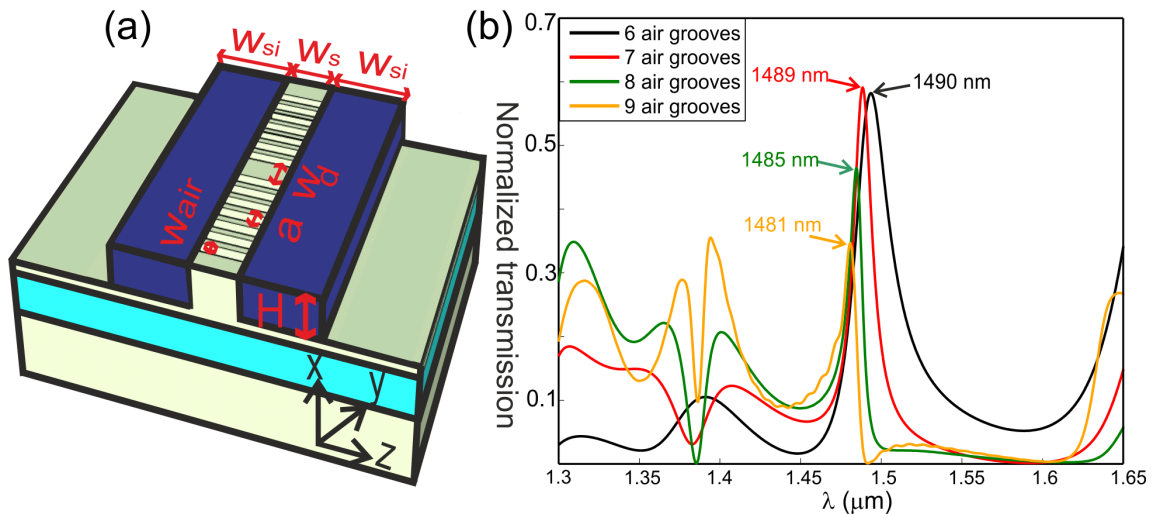 (a)
wsi
ws
wsi
wair
a
wd
H
x
y
z
(b)
Normalized transmission
0.7
0.5
0.3
0.1
6 air grooves
7 air grooves
8 air grooves
9 air grooves
1489 nm
1490 nm
1485 nm
1481 nm
1.3
1.35
1.4
1.45
1.5
1.55
1.6
1.65
λ (μm)